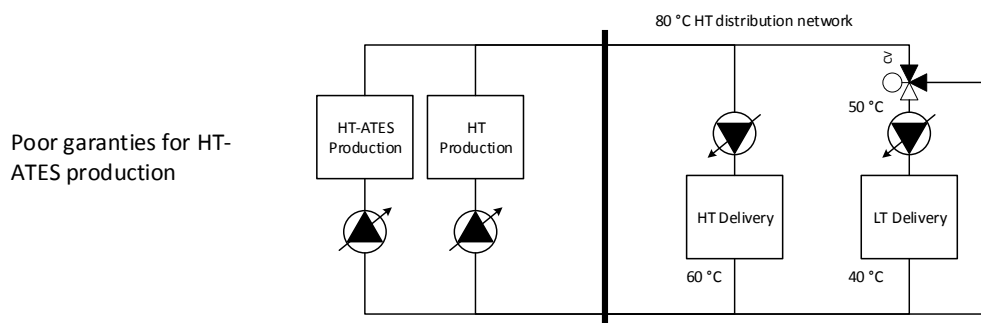 80 °C HT distribution network
CV
50 °C
HT-ATES
Production
HT
Production
Poor garanties for HT-
ATES production
HT Delivery
LT Delivery
60 °C
40 °C